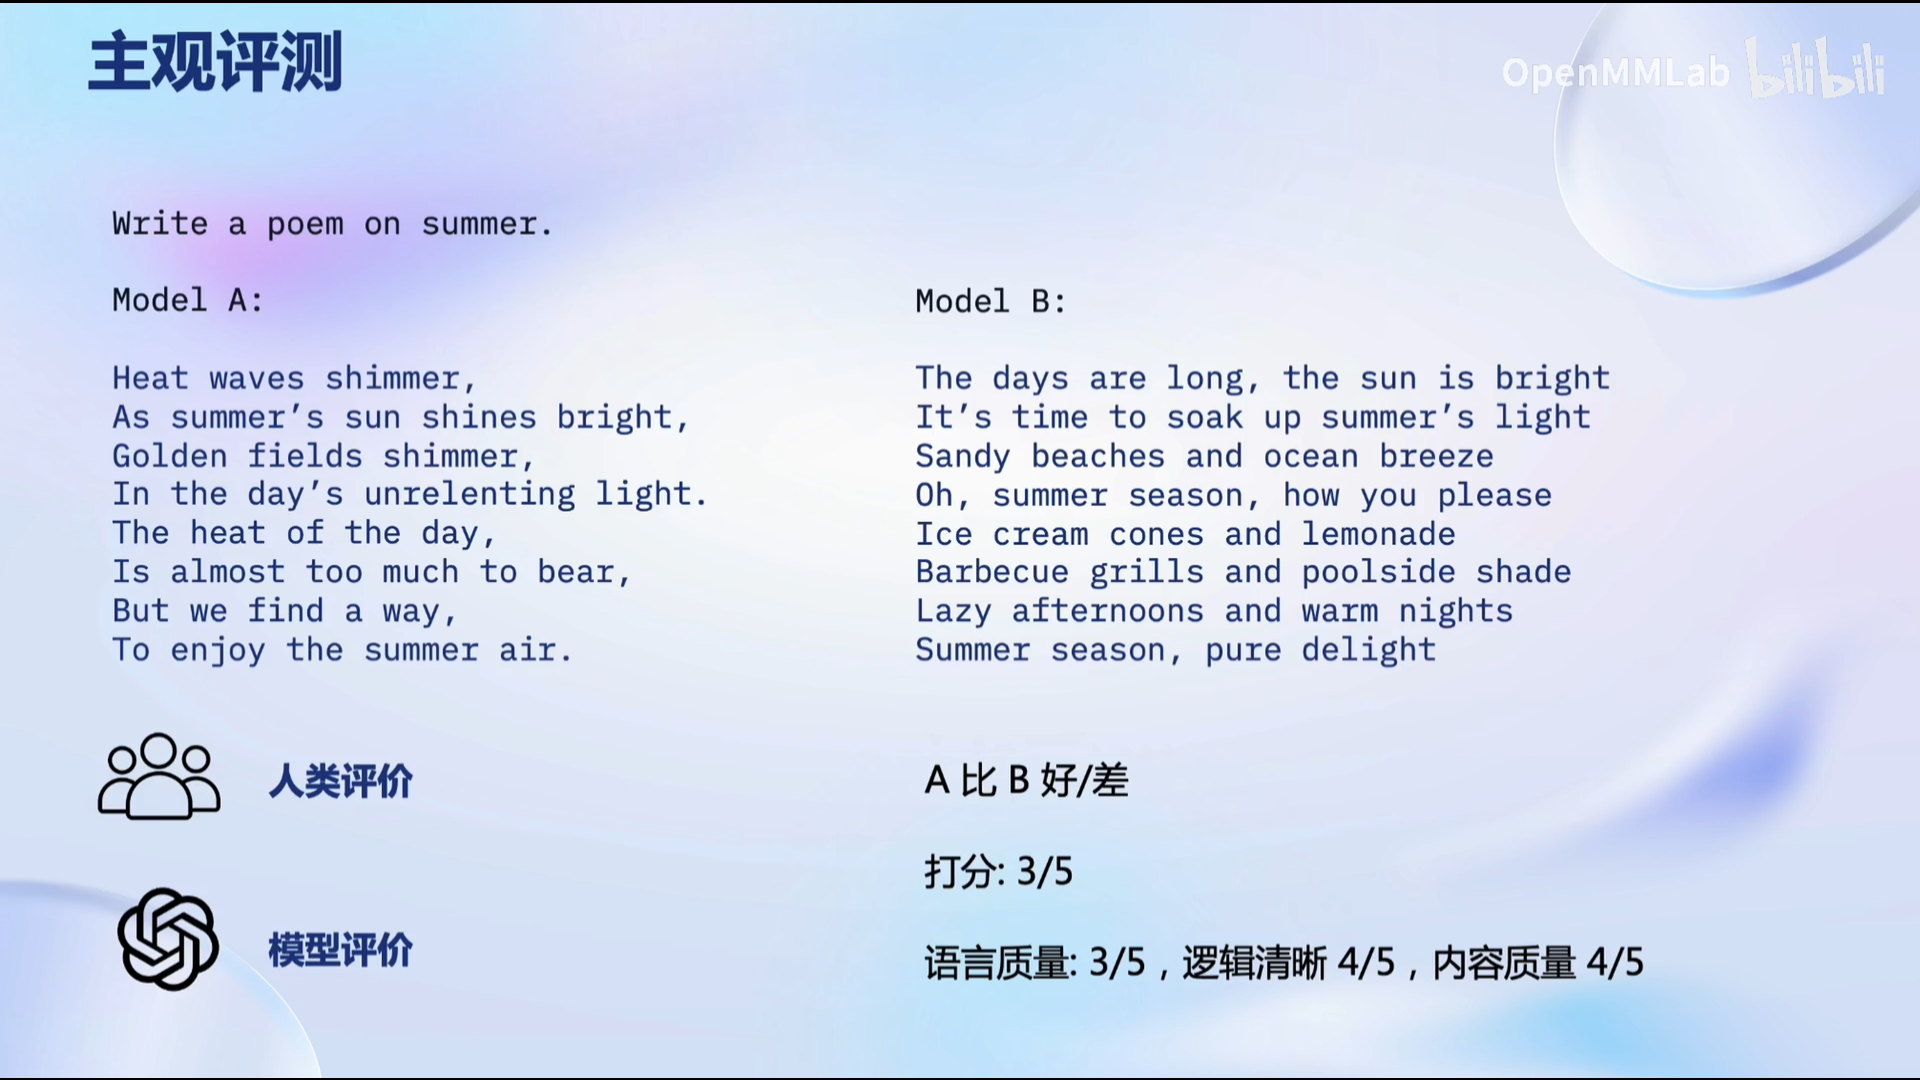 主观评测
OpenMMLab bilibili
Write a poem on summer.
Model A:
Heat waves shimmer,
As summer’s sun shines bright,
Golden fields shimmer,
In the day’s unrelenting light.
The heat of the day,
Is almost too much to bear,
But we find a way,
To enjoy the summer air.
Model B:
The days are long, the sun is bright
It’s time to soak up summer’s light
Sandy beaches and ocean breeze
Oh, summer season, how you please
Ice cream cones and lemonade
Barbecue grills and poolside shade
Lazy afternoons and warm nights
Summer season, pure delight
人类评价
A 比 B 好/差
打分: 3/5
模型评价
语言质量: 3/5，逻辑清晰 4/5，内容质量 4/5